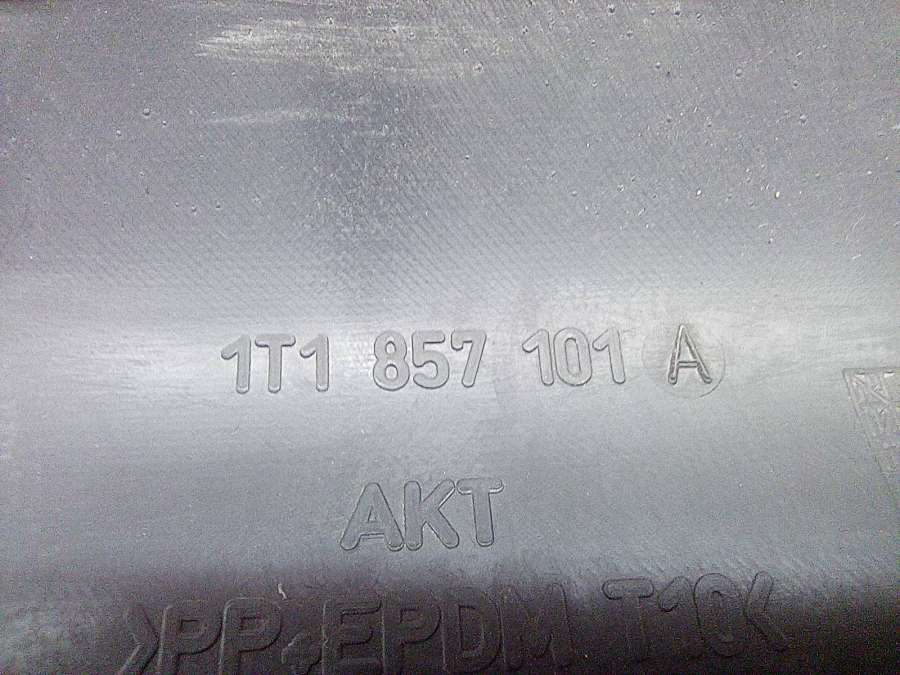 1T1 857 101 A
AKT
>PP+EPDM T10<